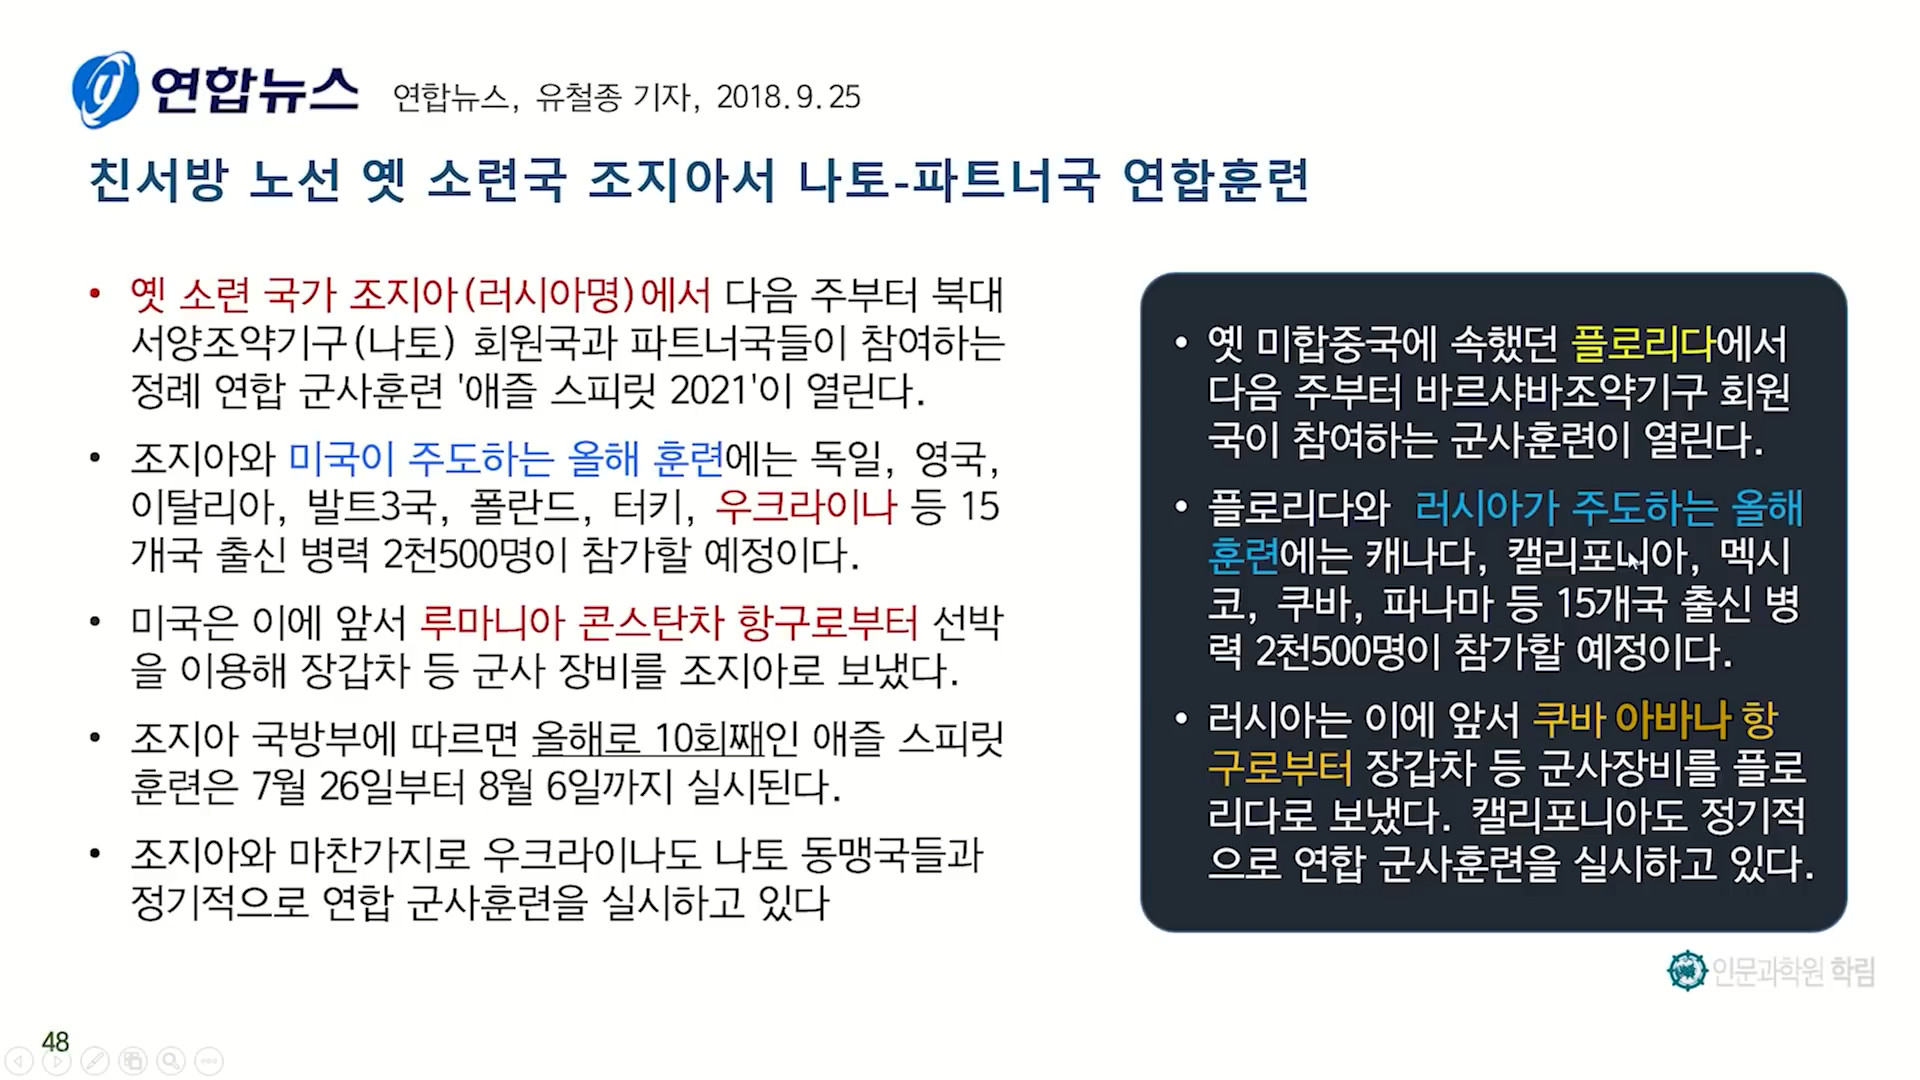 연합뉴스 연합뉴스, 유철종 기자, 2018.9.25
친서방 노선 옛 소련국 조지아서 나토-파트너국 연합훈련
• 옛 소련 국가 조지아(러시아명)에서 다음 주부터 북대
서양조약기구(나토) 회원국과 파트너국들이 참여하는
정례 연합 군사훈련 '애즐 스피릿 2021'이 열린다.
• 조지아와 미국이 주도하는 올해 훈련에는 독일, 영국,
이탈리아, 발트3국, 폴란드, 터키, 우크라이나 등 15
개국 출신 병력 2천500명이 참가할 예정이다.
• 미국은 이에 앞서 루마니아 콘스탄차 항구로부터 선박
을 이용해 장갑차 등 군사 장비를 조지아로 보냈다.
• 조지아 국방부에 따르면 올해로 10회째인 애즐 스피릿
훈련은 7월 26일부터 8월 6일까지 실시된다.
• 조지아와 마찬가지로 우크라이나도 나토 동맹국들과
정기적으로 연합 군사훈련을 실시하고 있다
• 옛 미합중국에 속했던 플로리다에서
다음 주부터 바르샤바조약기구 회원
국이 참여하는 군사훈련이 열린다.
• 플로리다와 러시아가 주도하는 올해
훈련에는 캐나다, 캘리포니아, 멕시
코, 쿠바, 파나마 등 15개국 출신 병
력 2천500명이 참가할 예정이다.
• 러시아는 이에 앞서 쿠바 아바나 항
구로부터 장갑차 등 군사장비를 플로
리다로 보냈다. 캘리포니아도 정기적
으로 연합 군사훈련을 실시하고 있다.
인문과학원 학림
48